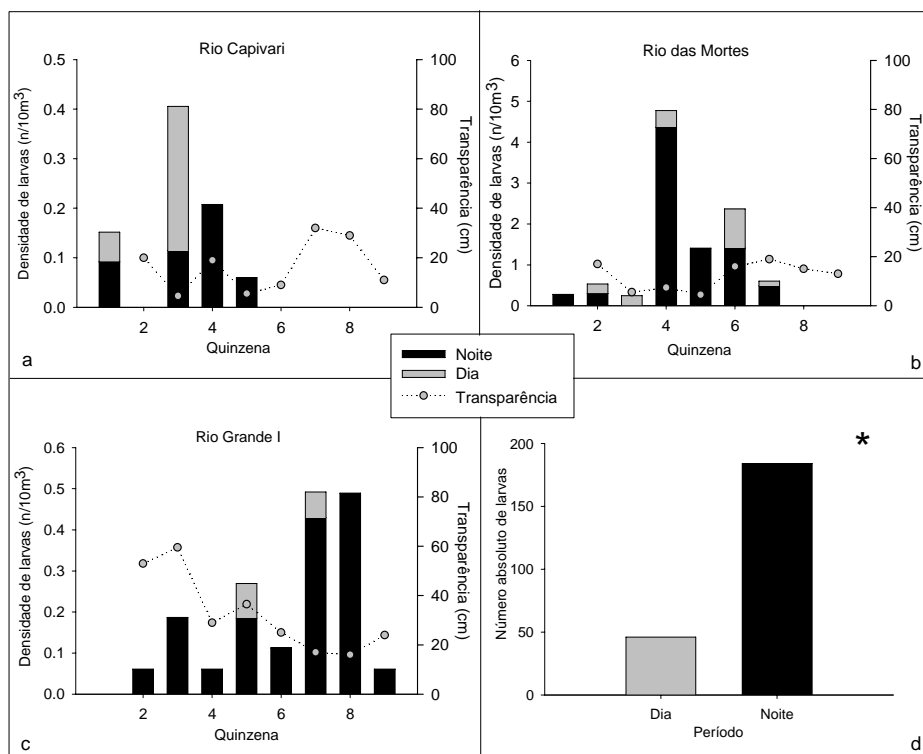 Rio Capivari
Densidade de larvas (n/10m³)
0.5
0.4
0.3
0.2
0.1
0.0
100
80
60
40
20
0
Transparência (cm)
2 4 6 8
Quinzena
a
Rio das Mortes
Densidade de larvas (n/10m³)
6
5
4
3
2
1
0
100
80
60
40
20
0
Transparência (cm)
2 4 6 8
Quinzena
b
Noite
Dia
Transparência
Rio Grande I
Densidade de larvas (n/10m³)
0.6
0.5
0.4
0.3
0.2
0.1
0.0
100
80
60
40
20
0
Transparência (cm)
2 4 6 8
Quinzena
c
*
Número absoluto de larvas
200
150
100
50
0
Dia Noite
Período
d